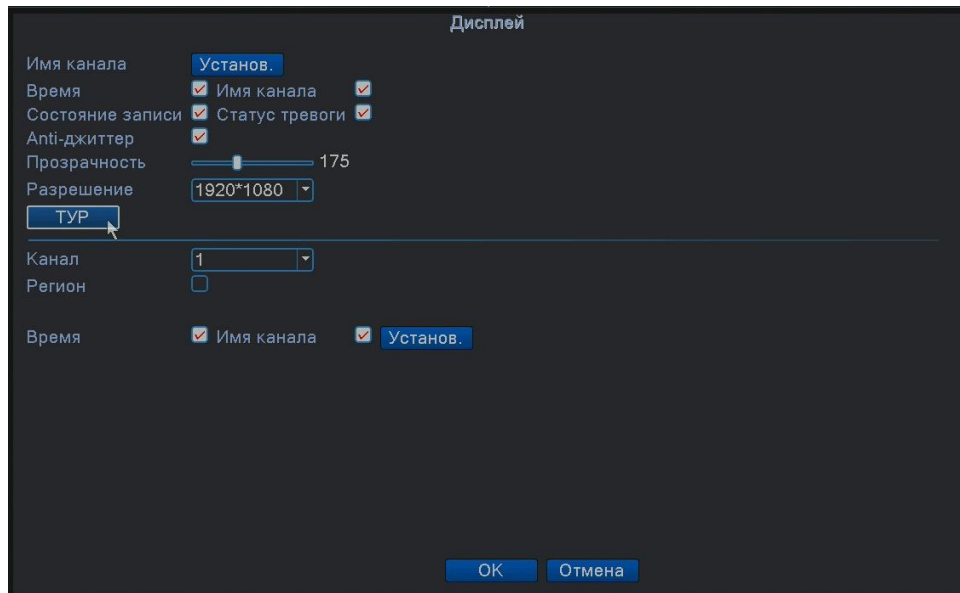 Дисплей
Имя канала Установ.
Время Имя канала
Состояние записи Статус тревоги
Anti-джиттер
Прозрачность 175
Разрешение 1920*1080
ТУР
Канал 1
Регион
Время Имя канала Установ.
OK Отмена